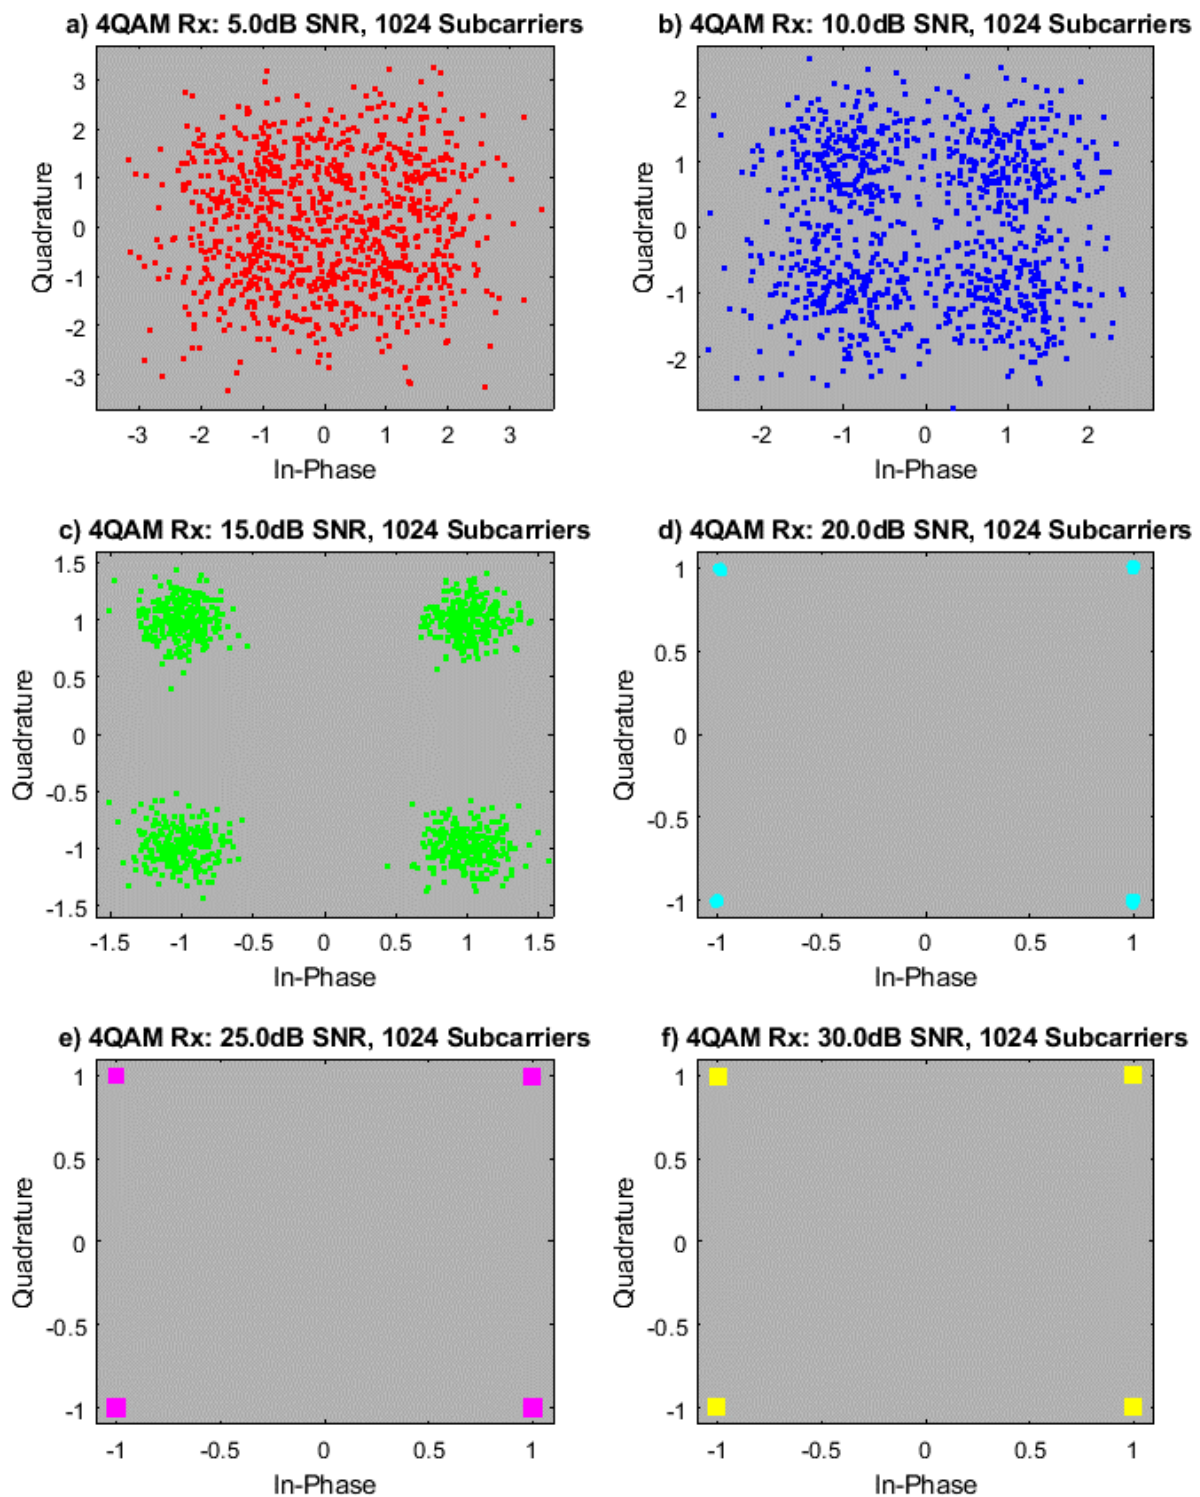 a) 4QAM Rx: 5.0dB SNR, 1024 Subcarriers
3
2
1
0
-1
-2
-3
Quadrature
-3 -2 -1 0 1 2 3
In-Phase
b) 4QAM Rx: 10.0dB SNR, 1024 Subcarriers
2
1
0
-1
-2
Quadrature
-2 -1 0 1 2
In-Phase
c) 4QAM Rx: 15.0dB SNR, 1024 Subcarriers
1.5
1
0.5
0
-0.5
-1
-1.5
Quadrature
-1.5 -1 -0.5 0 0.5 1 1.5
In-Phase
d) 4QAM Rx: 20.0dB SNR, 1024 Subcarriers
1
0.5
0
-0.5
-1
Quadrature
-1 -0.5 0 0.5 1
In-Phase
e) 4QAM Rx: 25.0dB SNR, 1024 Subcarriers
1
0.5
0
-0.5
-1
Quadrature
-1 -0.5 0 0.5 1
In-Phase
f) 4QAM Rx: 30.0dB SNR, 1024 Subcarriers
1
0.5
0
-0.5
-1
Quadrature
-1 -0.5 0 0.5 1
In-Phase